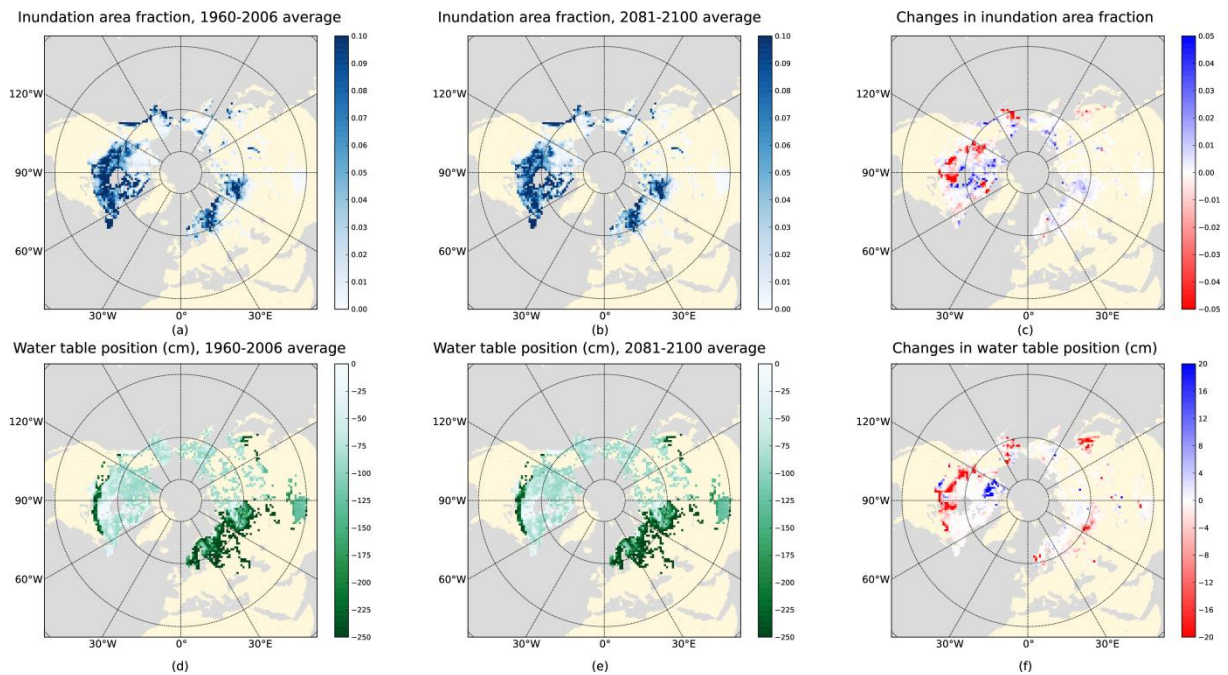 Inundation area fraction, 1960-2006 average
Inundation area fraction, 2081-2100 average
Changes in inundation area fraction
120°W
90°W
60°W
30°W 0° 30°E
(a)
0.10
0.09
0.08
0.07
0.06
0.05
0.04
0.03
0.02
0.01
0.00
120°W
90°W
60°W
30°W 0° 30°E
(b)
0.10
0.09
0.08
0.07
0.06
0.05
0.04
0.03
0.02
0.01
0.00
120°W
90°W
60°W
30°W 0° 30°E
(c)
0.05
0.04
0.03
0.02
0.01
0.00
−0.01
−0.02
−0.03
−0.04
−0.05
Water table position (cm), 1960-2006 average
Water table position (cm), 2081-2100 average
Changes in water table position (cm)
120°W
90°W
60°W
30°W 0° 30°E
(d)
0
−25
−50
−75
−100
−125
−150
−175
−200
−225
−250
120°W
90°W
60°W
30°W 0° 30°E
(e)
0
−25
−50
−75
−100
−125
−150
−175
−200
−225
−250
120°W
90°W
60°W
30°W 0° 30°E
(f)
20
16
12
8
4
0
−4
−8
−12
−16
−20